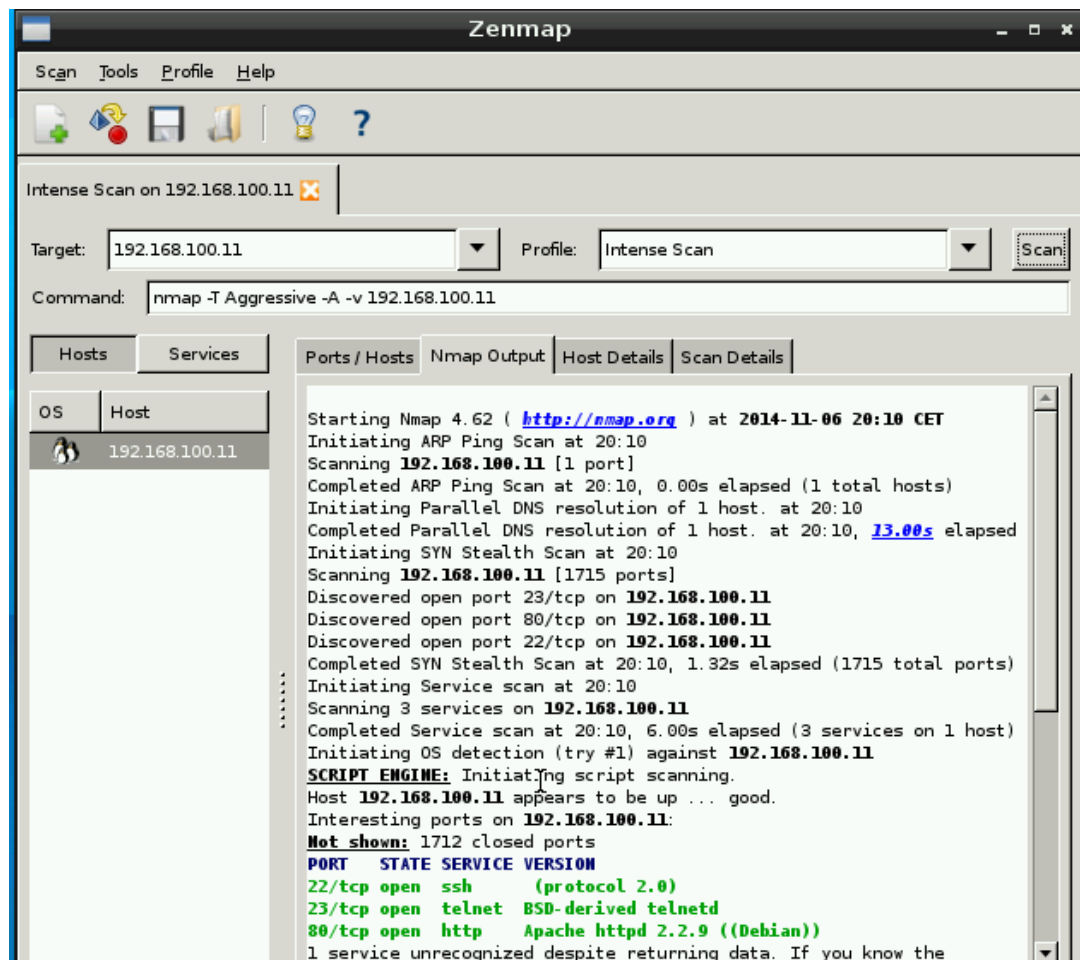 Zenmap
Scan Tools Profile Help
Intense Scan on 192.168.100.11
Target: 192.168.100.11 Profile: Intense Scan Scan
Command: nmap -T Aggressive -A -v 192.168.100.11
Hosts Services Ports / Hosts Nmap Output Host Details Scan Details
OS Host
192.168.100.11
Starting Nmap 4.62 ( http://nmap.org ) at 2014-11-06 20:10 CET
Initiating ARP Ping Scan at 20:10
Scanning 192.168.100.11 [1 port]
Completed ARP Ping Scan at 20:10, 0.00s elapsed (1 total hosts)
Initiating Parallel DNS resolution of 1 host. at 20:10
Completed Parallel DNS resolution of 1 host. at 20:10, 13.00s elapsed
Initiating SYN Stealth Scan at 20:10
Scanning 192.168.100.11 [1715 ports]
Discovered open port 23/tcp on 192.168.100.11
Discovered open port 80/tcp on 192.168.100.11
Discovered open port 22/tcp on 192.168.100.11
Completed SYN Stealth Scan at 20:10, 1.32s elapsed (1715 total ports)
Initiating Service scan at 20:10
Scanning 3 services on 192.168.100.11
Completed Service scan at 20:10, 6.00s elapsed (3 services on 1 host)
Initiating OS detection (try #1) against 192.168.100.11
SCRIPT ENGINE: Initiating script scanning.
Host 192.168.100.11 appears to be up ... good.
Interesting ports on 192.168.100.11:
Not shown: 1712 closed ports
PORT STATE SERVICE VERSION
22/tcp open ssh (protocol 2.0)
23/tcp open telnet BSD-derived telnetd
80/tcp open http Apache httpd 2.2.9 ((Debian))
1 service unrecognized despite returning data. If you know the